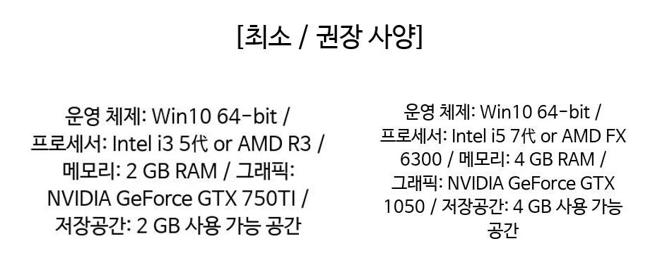 [최소 / 권장 사양]
운영 체제: Win10 64-bit /
프로세서: Intel i3 5代 or AMD R3 /
메모리: 2 GB RAM / 그래픽:
NVIDIA GeForce GTX 750TI /
저장공간: 2 GB 사용 가능 공간
운영 체제: Win10 64-bit /
프로세서: Intel i5 7代 or AMD FX
6300 / 메모리: 4 GB RAM /
그래픽: NVIDIA GeForce GTX
1050 / 저장공간: 4 GB 사용 가능
공간